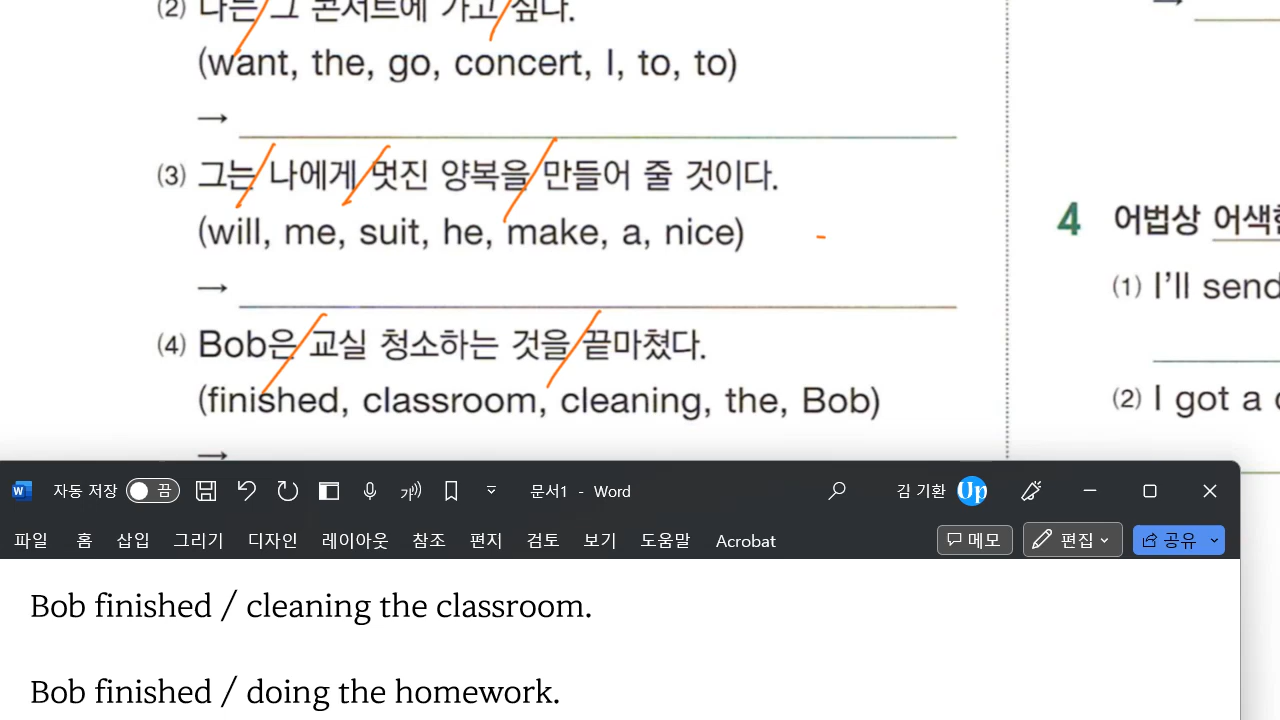 (2) 나는 그 콘서트에 가고 싶다.
(want, the, go, concert, I, to, to)
→
(3) 그는 나에게 멋진 양복을 만들어 줄 것이다.
(will, me, suit, he, make, a, nice)
→
(4) Bob은 교실 청소하는 것을 끝마쳤다.
(finished, classroom, cleaning, the, Bob)
→
→
4 어법상 어색한
(1) I'll send
(2) I got a
자동 저장 끔 가)) 문서1 - Word 김 기환 Up
파일 홈 삽입 그리기 디자인 레이아웃 참조 편지 검토 보기 도움말 Acrobat 메모 편집 공유
Bob finished / cleaning the classroom.
Bob finished / doing the homework.